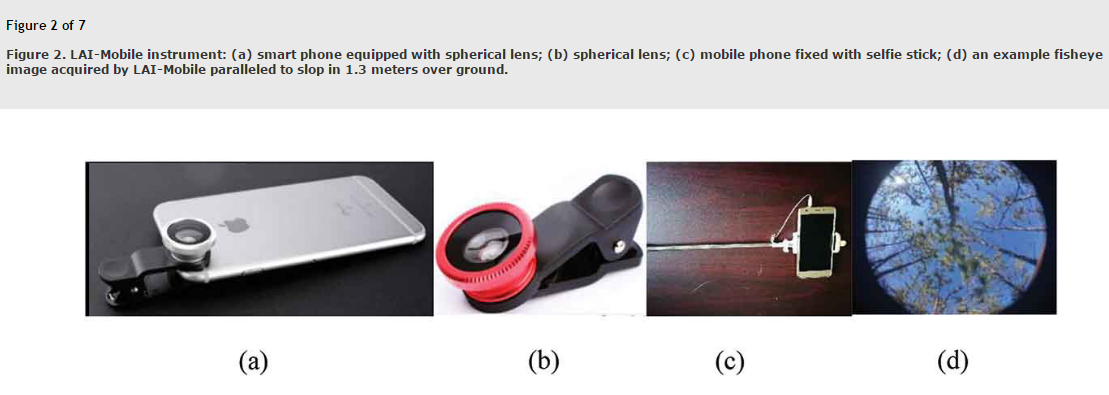 Figure 2 of 7
Figure 2. LAI-Mobile instrument: (a) smart phone equipped with spherical lens; (b) spherical lens; (c) mobile phone fixed with selfie stick; (d) an example fisheye
image acquired by LAI-Mobile paralleled to slop in 1.3 meters over ground.
(a) (b) (c) (d)